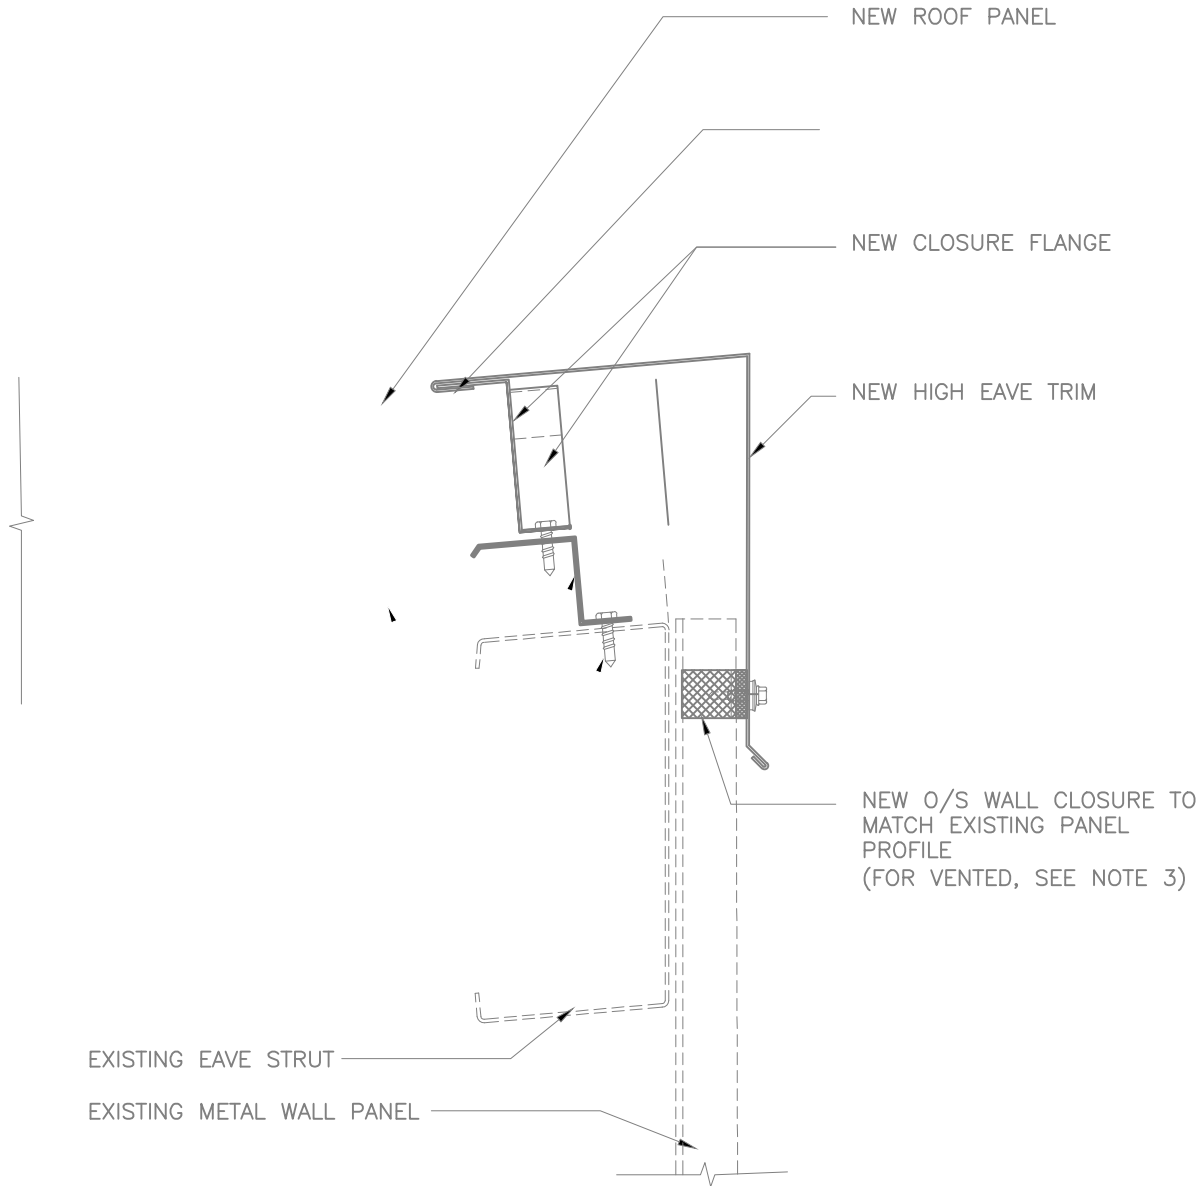 NEW ROOF PANEL
NEW CLOSURE FLANGE
NEW HIGH EAVE TRIM
NEW O/S WALL CLOSURE TO
MATCH EXISTING PANEL
PROFILE
(FOR VENTED, SEE NOTE 3)
EXISTING EAVE STRUT
EXISTING METAL WALL PANEL